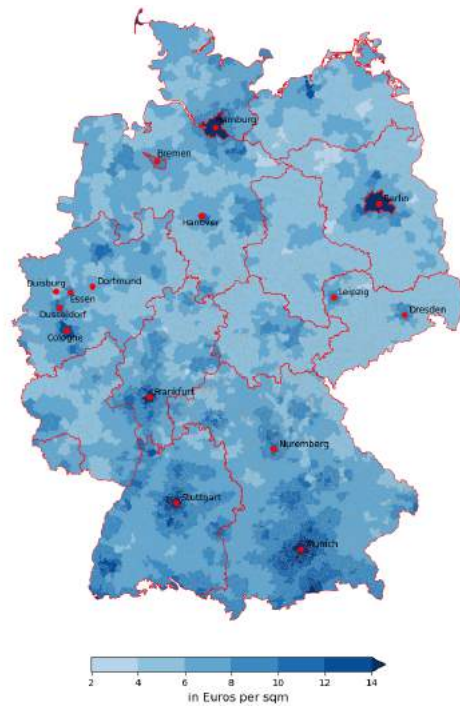 Hamburg
Bremen
Berlin
Hanover
Duisburg
Dortmund
Essen
Leipzig
Dusseldorf
Dresden
Cologne
Frankfurt
Nuremberg
Stuttgart
Munich
2 4 6 8 10 12 14
in Euros per sqm